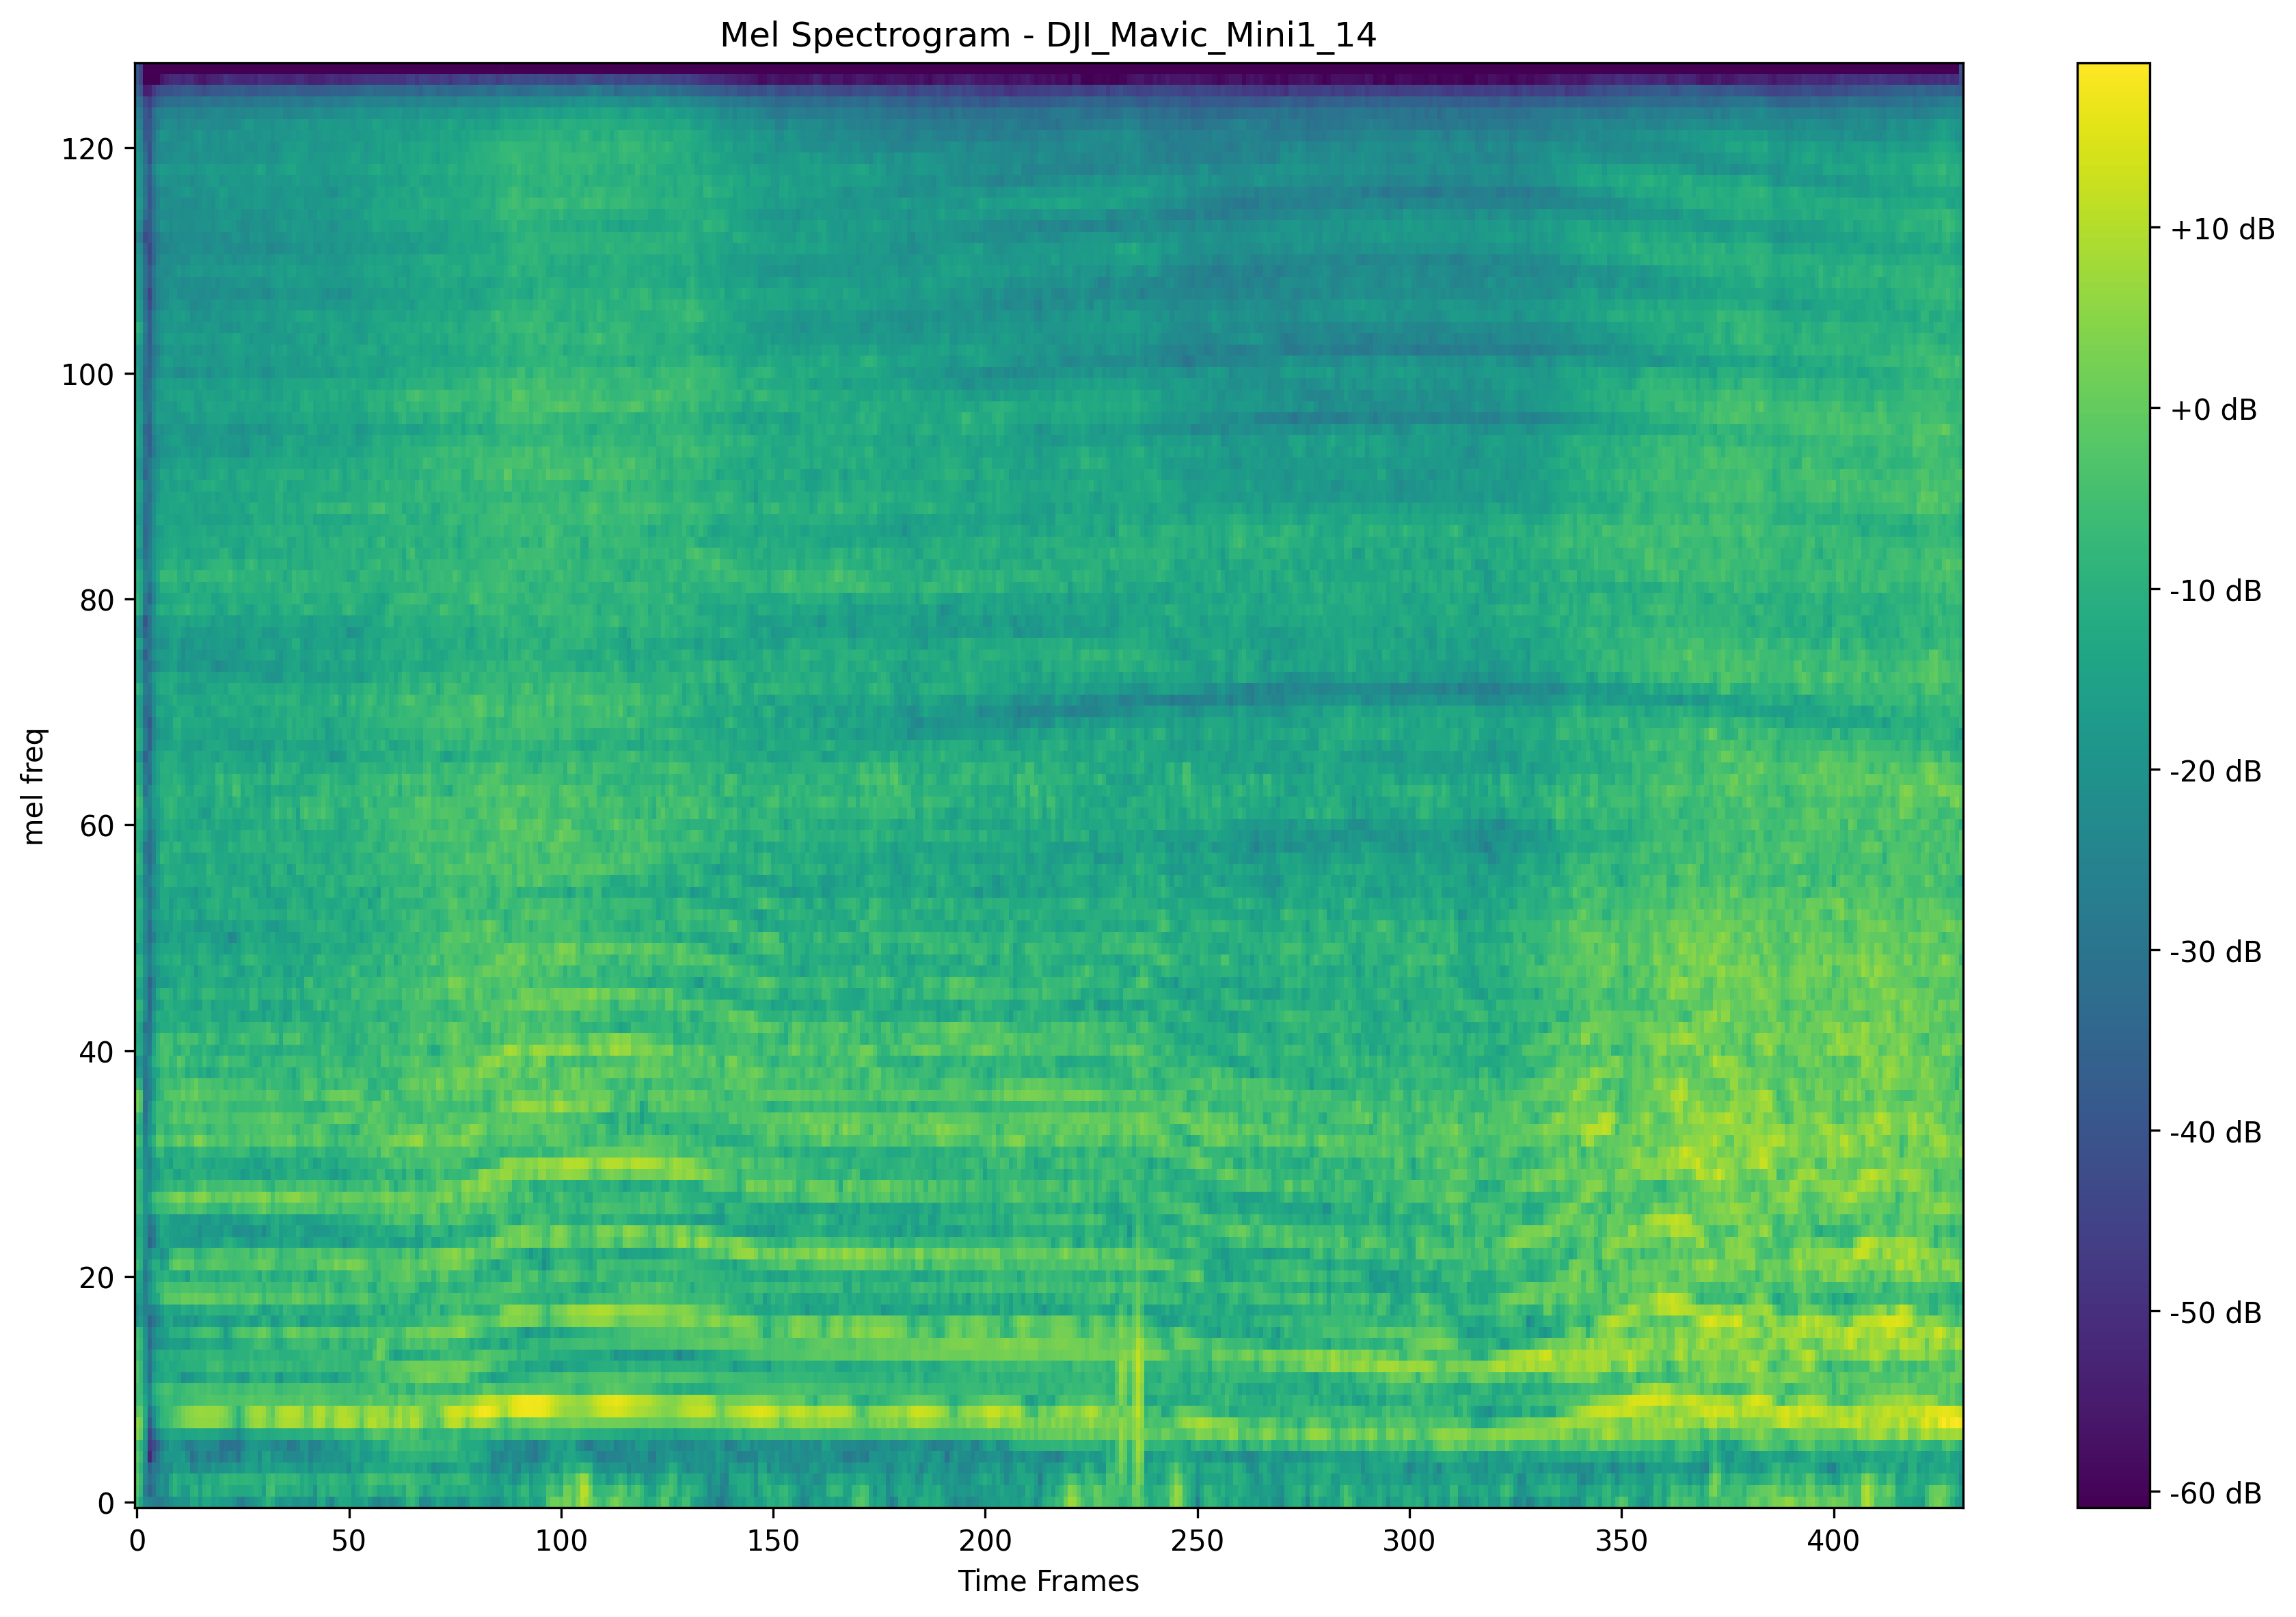 Mel Spectrogram - DJI_Mavic_Mini1_14
mel freq
120
100
80
60
40
20
0
0 50 100 150 200 250 300 350 400
Time Frames
+10 dB
+0 dB
-10 dB
-20 dB
-30 dB
-40 dB
-50 dB
-60 dB